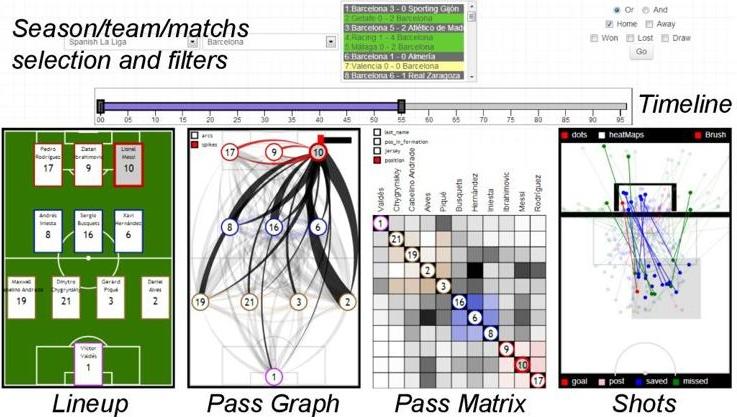 Season/team/matchs
selection and filters
Spanish La Liga
Barcelona
1.Barcelona 3 - 0 Sporting Gijón
2.Getafe 0 - 2 Barcelona
3.Barcelona 5 - 2 Atlético de Mad
4.Racing 1 - 4 Barcelona
5.Málaga 0 - 2 Barcelona
6.Barcelona 1 - 0 Almería
7.Valencia 0 - 0 Barcelona
8.Barcelona 6 - 1 Real Zaragoza
Or And
Home Away
Won Lost Draw
Go
00 05 10 15 20 25 30 35 40 45 50 55 60 65 70 75 80 85 90 95
Timeline
Pedro
Rodríguez
17
Zlatan
Ibrahimovic
9
Lionel
Messi
10
Andrés
Iniesta
8
Sergio
Busquets
16
Xavi
Hernández
6
Maxwell
Cabelino Andrade
19
Dmytro
Chygrynskiy
21
Gerard
Piqué
3
Daniel
Alves
2
Víctor
Valdés
1
Lineup
arcs
spikes
17 9 10
8 16 6
19 21 3 2
1
Pass Graph
last_name
pos_in_formation
jersey
position
Valdés
Chygrynskiy
Cabelino Andrade
Alves
Piqué
Busquets
Hernández
Iniesta
Ibrahimovic
Messi
Rodríguez
1
21
19
2
3
16
6
8
9
10
17
Pass Matrix
dots heatMaps Brush
goal post saved missed
Shots